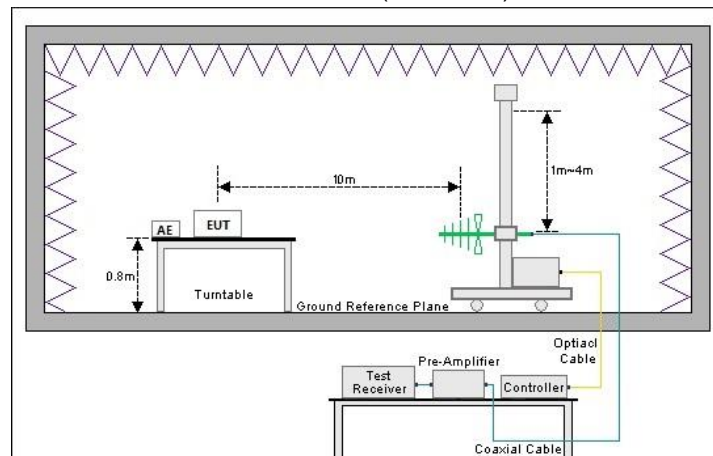 1m~4m
10m
AE
EUT
0.8m
Turntable
Ground Reference Plane
Optiacl
Cable
Pre-Amplifier
Test
Receiver
Controller
Coaxial Cable